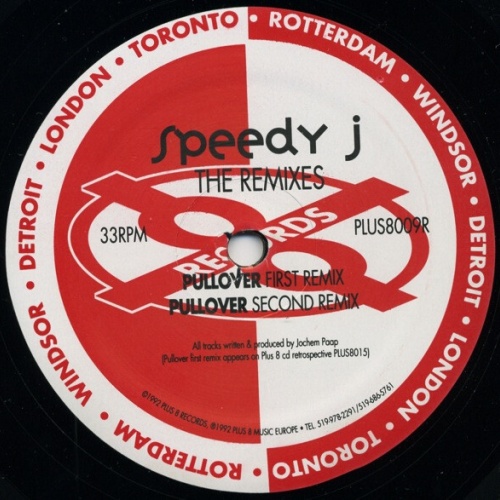 TORONTO • ROTTERDAM • WINDSOR • DETROIT • LONDON • TORONTO • ROTTERDAM • WINDSOR • DETROIT • LONDON •
speedy j
THE REMIXES
33RPM
PLUS8009R
RECORDS
PULLOVER FIRST REMIX
PULLOVER SECOND REMIX
All tracks written & produced by Jochem Paap
(Pullover first remix appears on Plus 8 cd retrospective PLUS8015)
©1992 PLUS 8 RECORDS, ℗1992 PLUS 8 MUSIC EUROPE • TEL 519-978-2291/519-686-5761